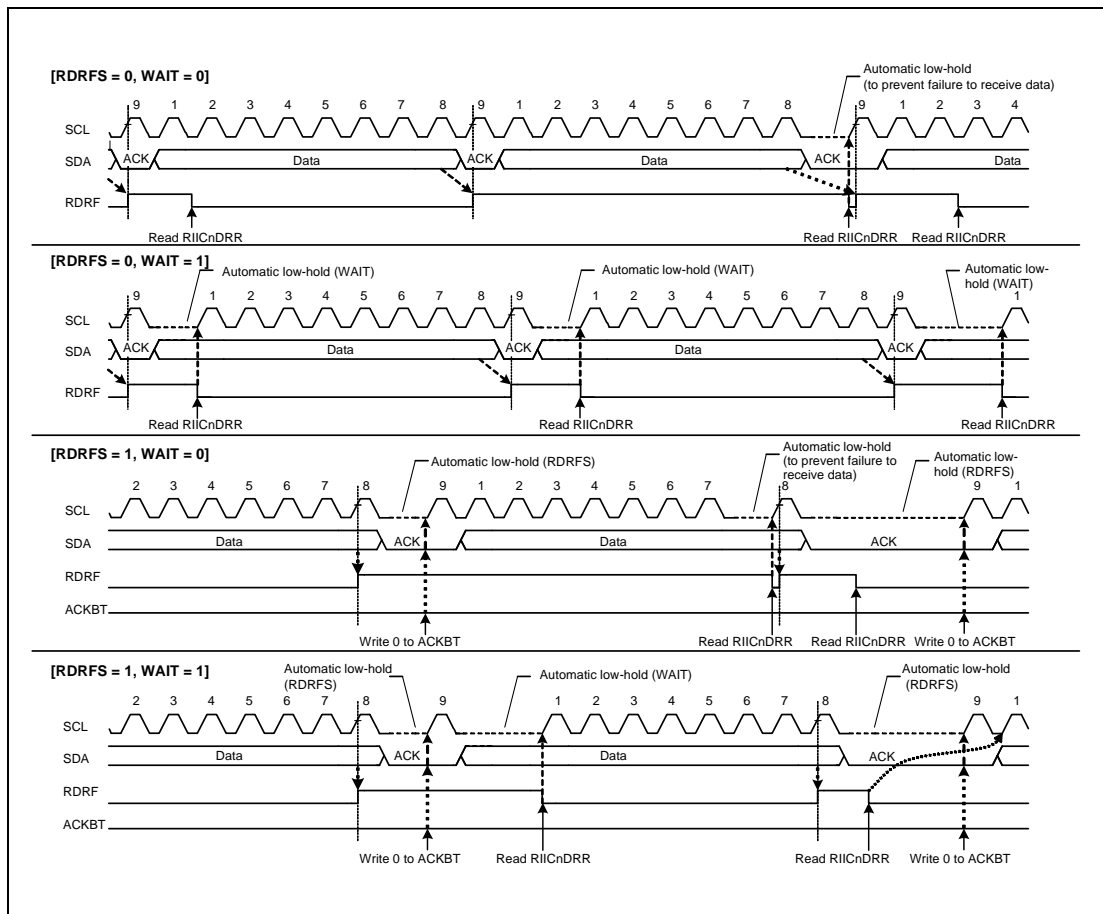 [RDRFS = 0, WAIT = 0]
Automatic low-hold
(to prevent failure to receive data)
9 1 2 3 4 5 6 7 8 9 1 2 3 4 5 6 7 8 9 1 2 3 4
SCL
SDA ACK Data ACK Data ACK Data
RDRF
Read RIICnDRR Read RIICnDRR Read RIICnDRR
[RDRFS = 0, WAIT = 1]
Automatic low-hold (WAIT) Automatic low-hold (WAIT) Automatic low-
hold (WAIT)
9 1 2 3 4 5 6 7 8 9 1 2 3 4 5 6 7 8 9 1
SCL
SDA ACK Data ACK Data ACK
RDRF
Read RIICnDRR Read RIICnDRR Read RIICnDRR
[RDRFS = 1, WAIT = 0]
Automatic low-hold (RDRFS) Automatic low-hold
(to prevent failure to
receive data)
Automatic low-
hold (RDRFS)
2 3 4 5 6 7 8 9 1 2 3 4 5 6 7 8 9 1
SCL
SDA Data ACK Data ACK
RDRF
ACKBT
Write 0 to ACKBT Read RIICnDRR Read RIICnDRR Write 0 to ACKBT
[RDRFS = 1, WAIT = 1]
Automatic low-hold
(RDRFS)
Automatic low-hold (WAIT)
Automatic low-hold
(RDRFS)
2 3 4 5 6 7 8 9 1 2 3 4 5 6 7 8 9 1
SCL
SDA Data ACK Data ACK
RDRF
ACKBT
Write 0 to ACKBT Read RIICnDRR Read RIICnDRR Write 0 to ACKBT